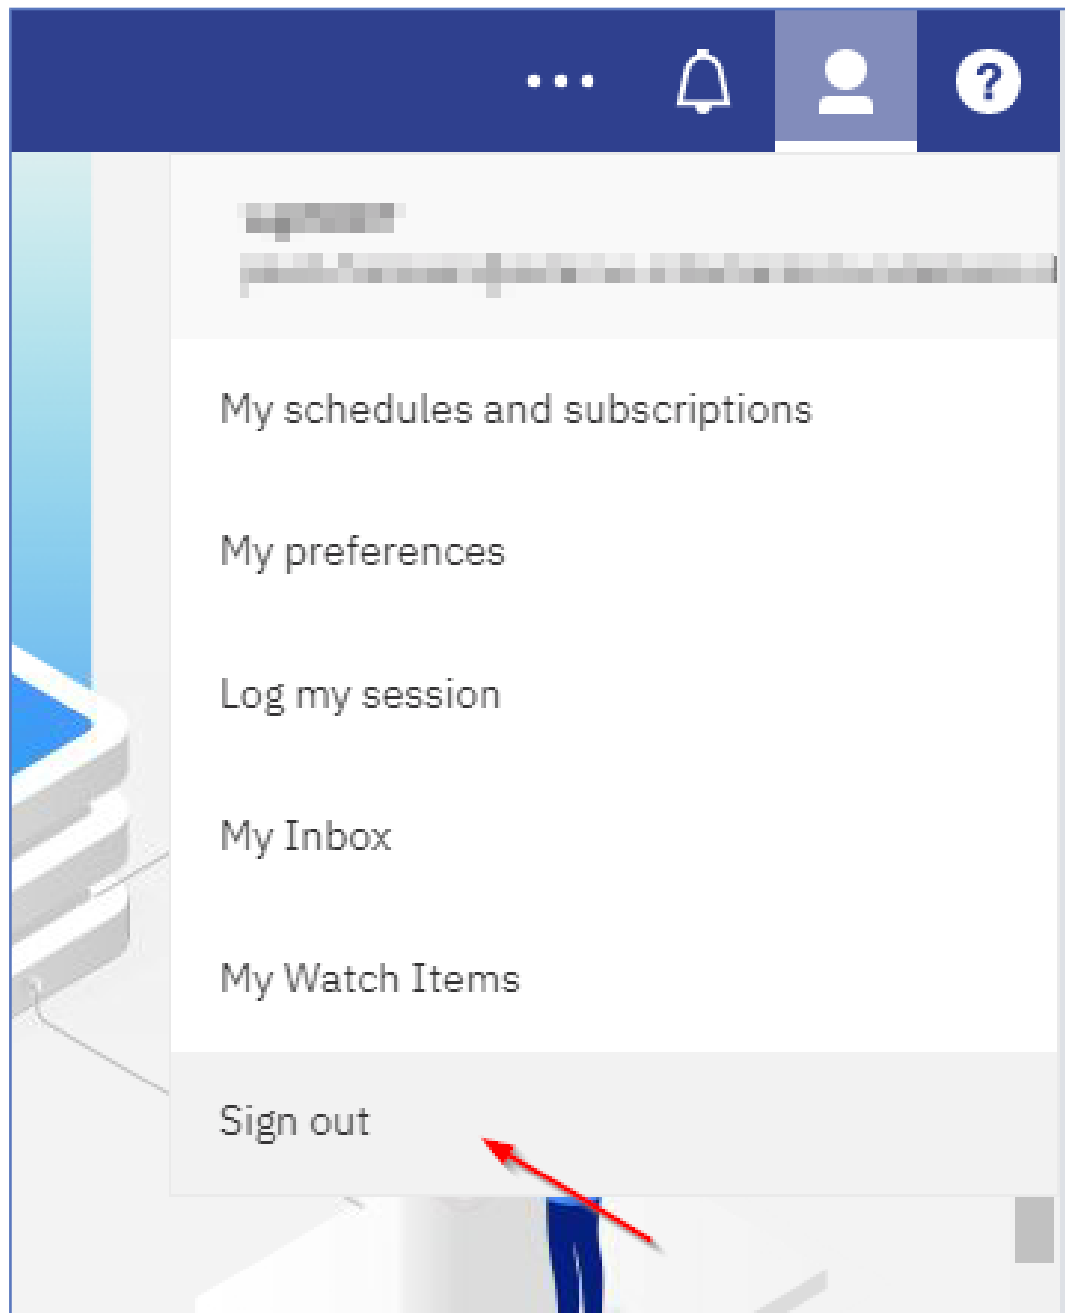 ?
My schedules and subscriptions
My preferences
Log my session
My Inbox
My Watch Items
Sign out